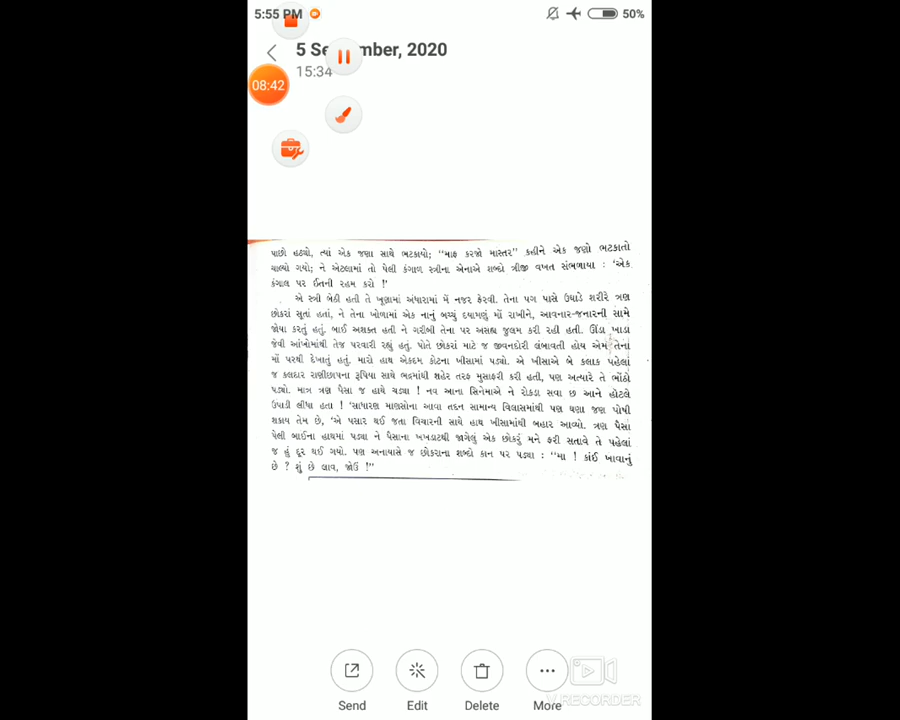 5:55 PM
50%
5 September, 2020
15:34
08:42
પાછો હઠ્યો, ત્યાં એક જણા સાથે ભટકાયો; “માફ કરજો માસ્તર” કહીને એક જણો ભટકાતો
ચાલ્યો ગયો; ને એટલામાં તો પેલી કંગાળ સ્ત્રીના એનાએ શબ્દો ત્રીજી વખત સંભળાયા : ‘એક
કંગાલ પર ઈતની રહમ કરો !’
એ સ્ત્રી બેઠી હતી તે ખૂણામાં અંધારામાં મેં નજર ફેરવી. તેના પગ પાસે ઉઘાડે શરીરે ત્રણ
છોકરાં સૂતાં હતાં, ને તેના ખોળામાં એક નાનું બચ્ચું દયામણું મોં રાખીને, આવનાર-જનારની સામે
જોયા કરતું હતું. બાઈ અશક્ત હતી ને ગરીબી તેના પર અસહ્ય જુલમ કરી રહી હતી. ઊંડા ખાડા
જેવી આંખોમાંથી તેજ પરવારી રહ્યું હતું. પોતે છોકરાં માટે જ જીવનદોરી લંબાવતી હોય એમ તેના
મોં પરથી દેખાતું હતું. મારો હાથ એકદમ કોટના ખીસામાં પડ્યો. એ ખીસાએ બે કલાક પહેલાં
જ કલદાર રાણીછાપના રૂપિયા સાથે ભદ્રમાંથી શહેર તરફ મુસાફરી કરી હતી, પણ અત્યારે તે ભોંઠો
પડ્યો. માત્ર ત્રણ પૈસા જ હાથે ચડ્યા ! નવ આના સિનેમાએ ને રોકડા સવા છ આને હોટલે
ઉપાડી લીધા હતા ! ‘સાધારણ માણસોના આવા તદ્દન સામાન્ય વિલાસમાંથી પણ ઘણા જણ પોષી
શકાય તેમ છે, ‘એ પસાર થઈ જતા વિચારની સાથે હાથ ખીસામાંથી બહાર આવ્યો. ત્રણ પૈસા
પેલી બાઈના હાથમાં પડ્યા ને પૈસાના ખખડાટથી જાગેલું એક છોકરું મને ફરી સતાવે તે પહેલાં
જ હું દૂર થઈ ગયો. પણ અનાયાસે જ છોકરાના શબ્દો કાન પર પડ્યા : “મા ! કાંઈ ખાવાનું
છે ? શું છે લાવ, જોઉં !”
Send Edit Delete More
V RECORDER